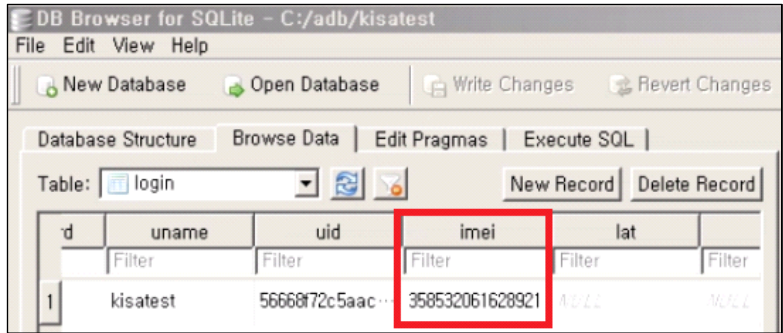 DB Browser for SQLite - C:/adb/kisatest
File Edit View Help
New Database Open Database Write Changes Revert Changes
Database Structure Browse Data Edit Pragmas Execute SQL
Table: login New Record Delete Record
rd uname uid imei lat
Filter Filter Filter Filter Filter
1 kisatest 56668f72c5aac... 358532061628921